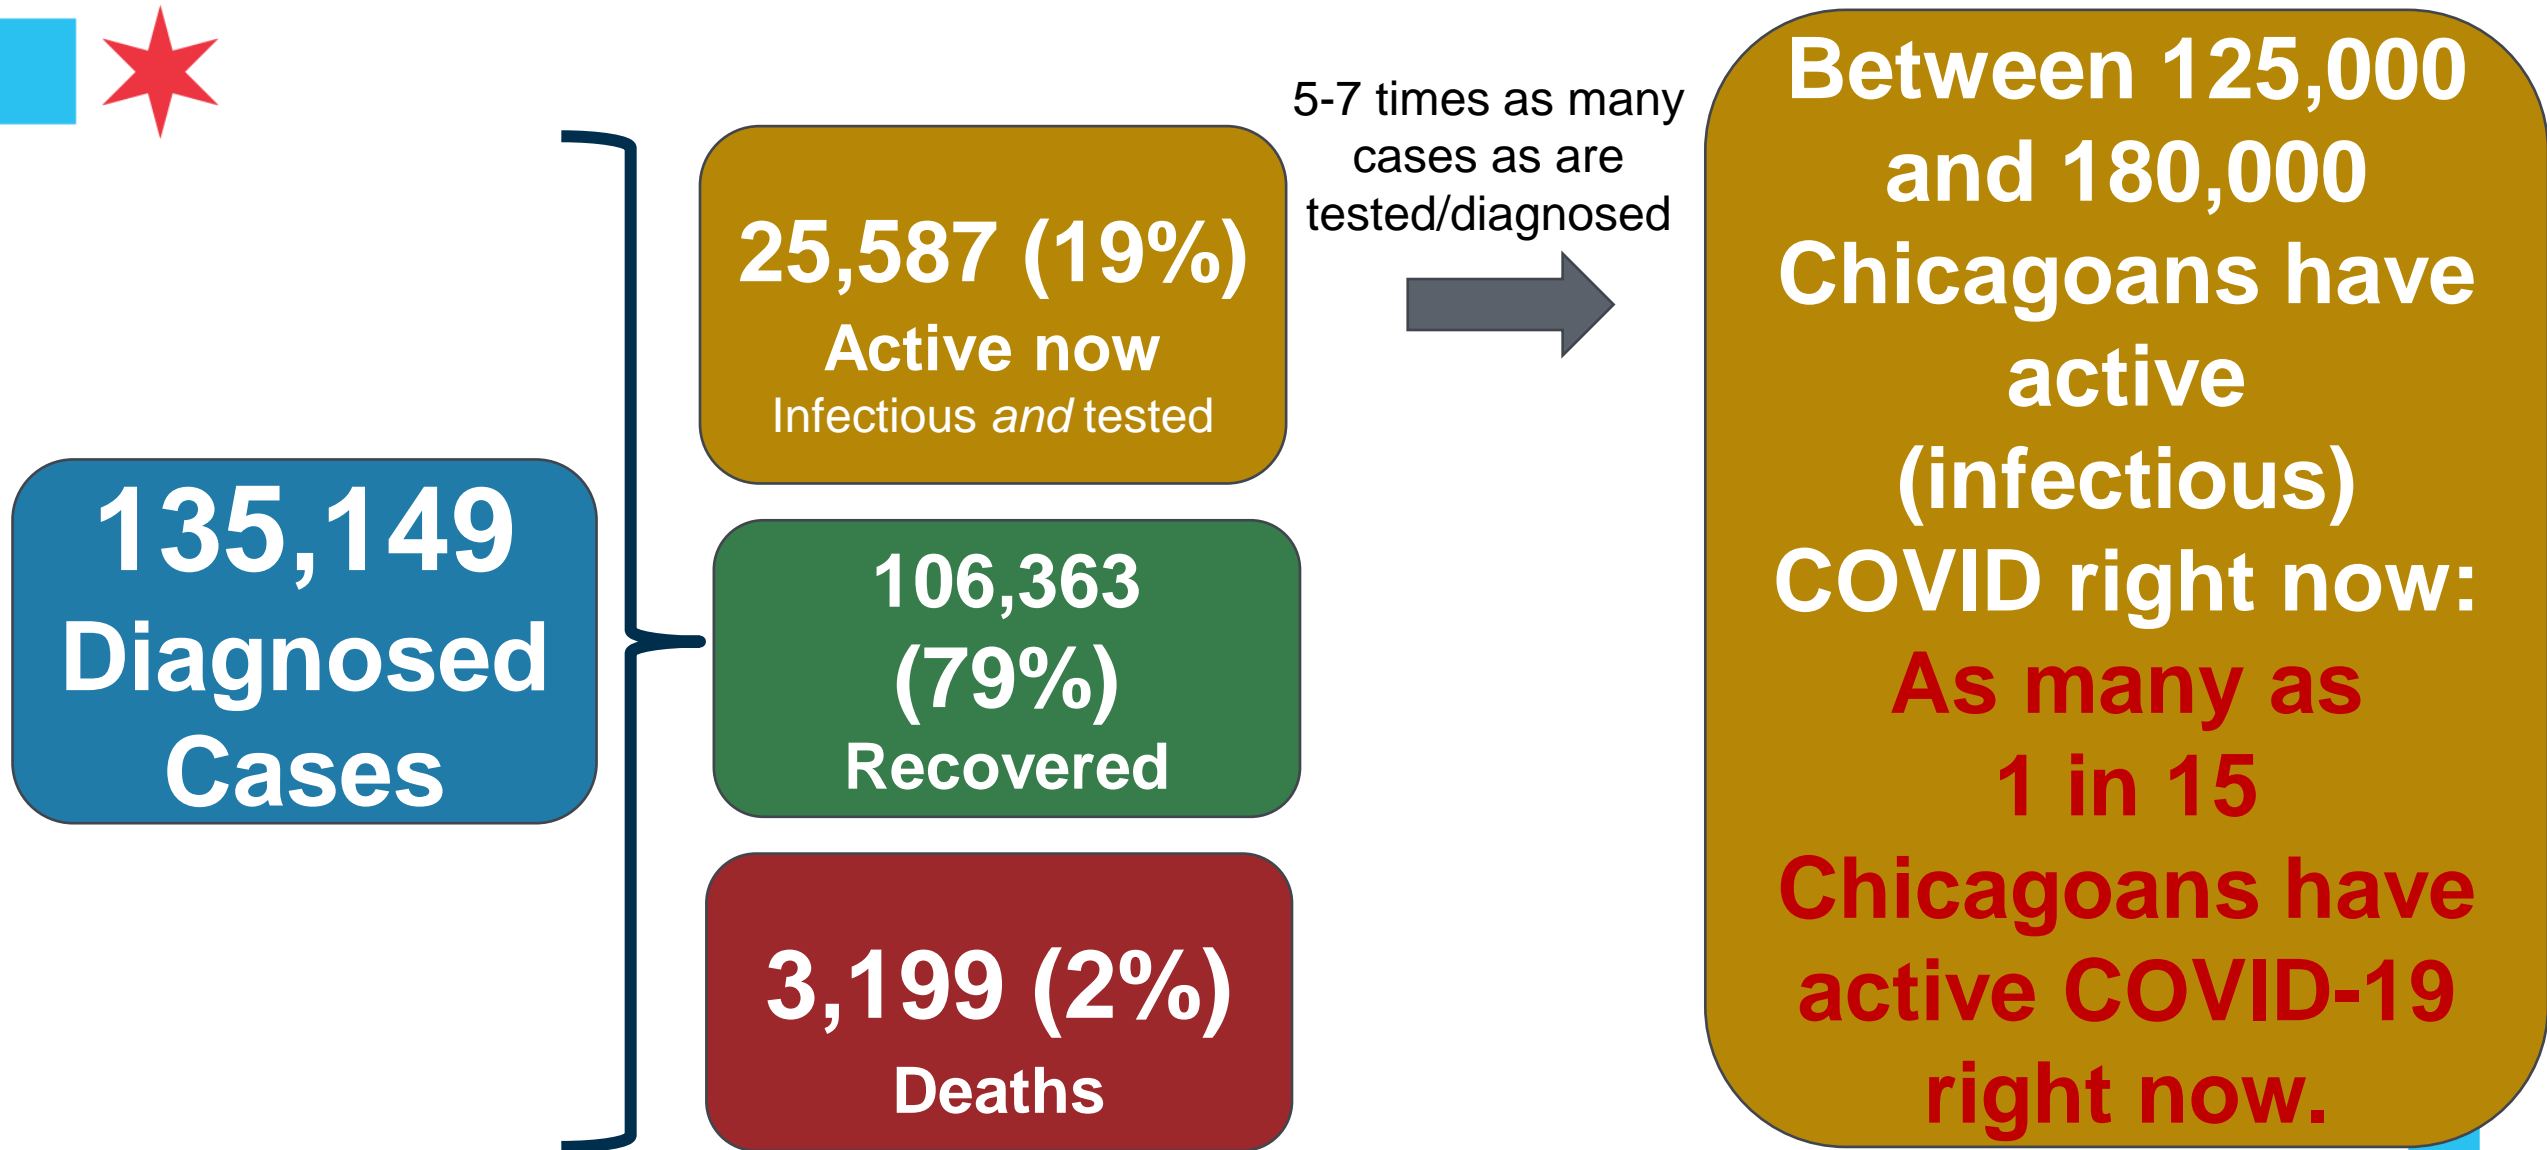 135,149
Diagnosed
Cases
25,587 (19%)
Active now
Infectious and tested
106,363
(79%)
Recovered
3,199 (2%)
Deaths
5-7 times as many
cases as are
tested/diagnosed
Between 125,000
and 180,000
Chicagoans have
active
(infectious)
COVID right now:
As many as
1 in 15
Chicagoans have
active COVID-19
right now.